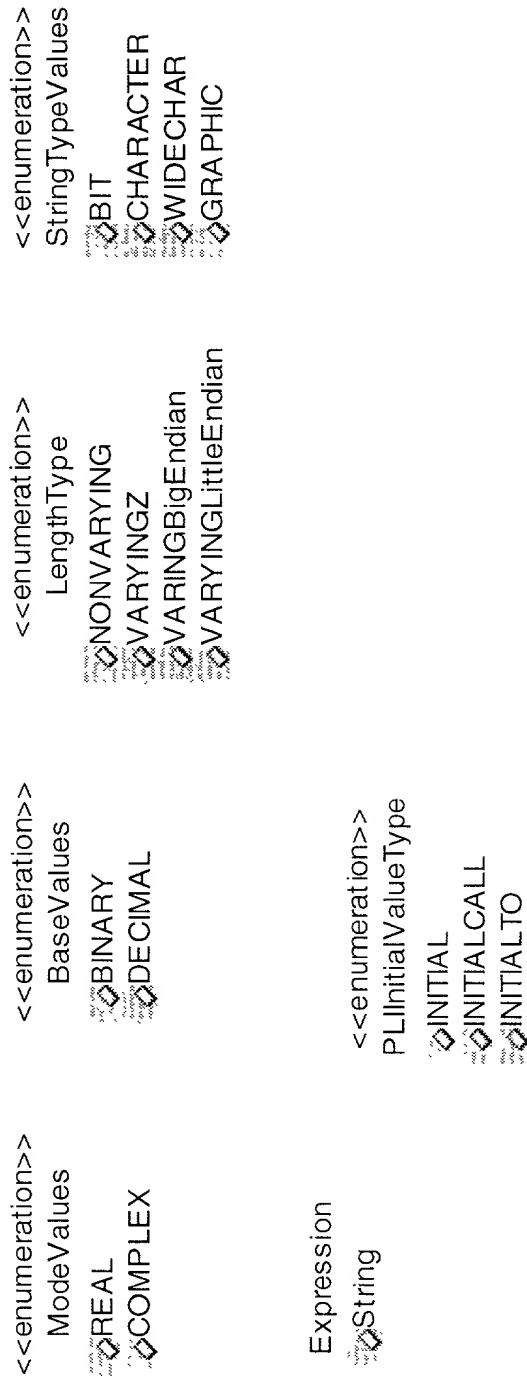 <<enumeration>>
ModeValues
REAL
COMPLEX
<<enumeration>>
BaseValues
BINARY
DECIMAL
<<enumeration>>
LengthType
NONVARYING
VARYINGZ
VARINGBigEndian
VARYINGLittleEndian
<<enumeration>>
StringTypeValues
BIT
CHARACTER
WIDECHAR
GRAPHIC
Expression
String
<<enumeration>>
PLIInitialValueType
INITIAL
INITIALCALL
INITIALTO